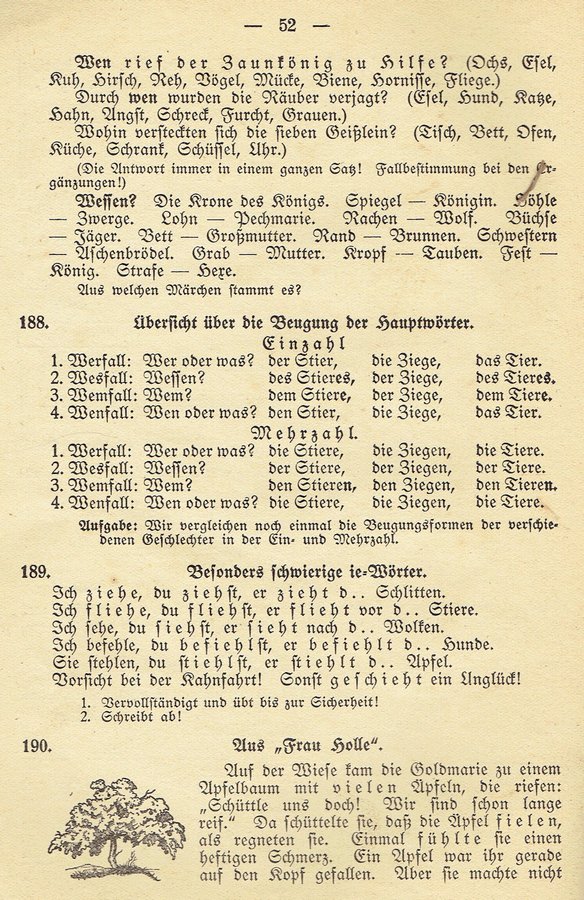 — 52 —
Wen rief der Zaunkönig zu Hilfe? (Ochs, Esel,
Kuh, Hirsch, Reh, Vögel, Mücke, Biene, Hornisse, Fliege.)
Durch wen wurden die Räuber verjagt? (Esel, Hund, Katze,
Hahn, Angst, Schreck, Furcht, Grauen.)
Wohin versteckten sich die sieben Geißlein? (Tisch, Bett, Ofen,
Küche, Schrank, Schüssel, Uhr.)
(Die Antwort immer in einem ganzen Satz! Fallbestimmung bei den Er-
gänzungen!)
Wessen? Die Krone des Königs. Spiegel — Königin. Höhle
— Zwerge. Lohn — Pechmarie. Rachen — Wolf. Büchse
— Jäger. Bett — Großmutter. Rand — Brunnen. Schwestern
— Aschenbrödel. Grab — Mutter. Kropf — Tauben. Fest —
König. Strafe — Hexe.
Aus welchen Märchen stammt es?
188. Übersicht über die Beugung der Hauptwörter.
Einzahl
1. Werfall: Wer oder was? der Stier, die Ziege, das Tier.
2. Wesfall: Wessen? des Stieres, der Ziege, des Tieres.
3. Wemfall: Wem? dem Stiere, der Ziege, dem Tiere.
4. Wenfall: Wen oder was? den Stier, die Ziege, das Tier.
Mehrzahl.
1. Werfall: Wer oder was? die Stiere, die Ziegen, die Tiere.
2. Wesfall: Wessen? der Stiere, der Ziegen, der Tiere.
3. Wemfall: Wem? den Stieren, den Ziegen, den Tieren.
4. Wenfall: Wen oder was? die Stiere, die Ziegen, die Tiere.
Aufgabe: Wir vergleichen noch einmal die Beugungsformen der verschie-
denen Geschlechter in der Ein- und Mehrzahl.
189. Besonders schwierige ie-Wörter.
Ich ziehe, du ziehst, er zieht d.. Schlitten.
Ich fliehe, du fliehst, er flieht vor d.. Stiere.
Ich sehe, du siehst, er sieht nach d.. Wolken.
Ich befehle, du befiehlst, er befiehlt d.. Hunde.
Sie stehlen, du stiehlst, er stiehlt d.. Äpfel.
Vorsicht bei der Kahnfahrt! Sonst geschieht ein Unglück!
1. Vervollständigt und übt bis zur Sicherheit!
2. Schreibt ab!
190. Aus „Frau Holle“.
Auf der Wiese kam die Goldmarie zu einem
Apfelbaum mit vielen Äpfeln, die riefen:
„Schüttle uns doch! Wir sind schon lange
reif.“ Da schüttelte sie, daß die Äpfel fielen,
als regneten sie. Einmal fühlte sie einen
heftigen Schmerz. Ein Apfel war ihr gerade
auf den Kopf gefallen. Aber sie machte nicht